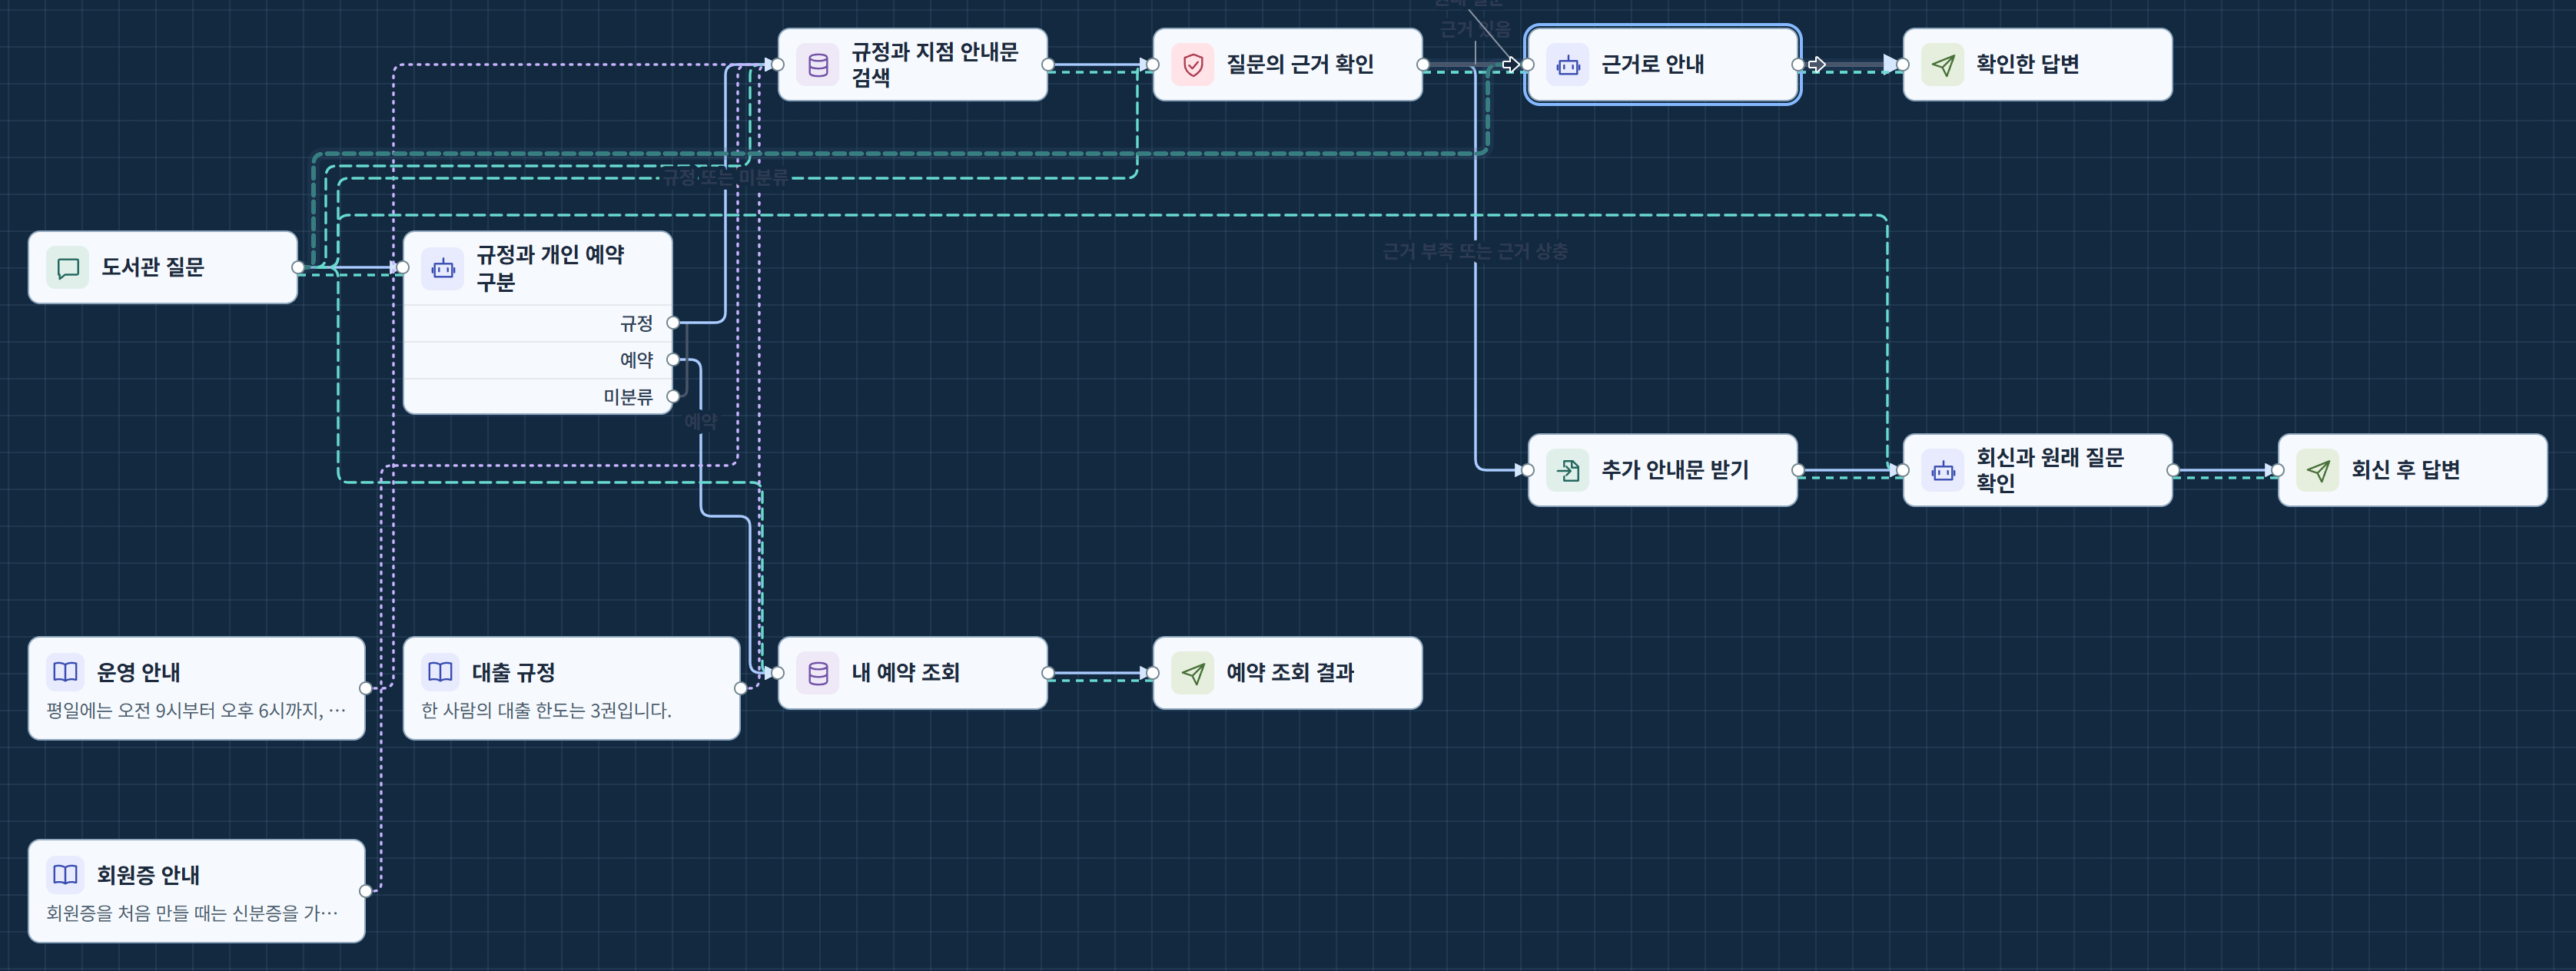 근거 있음
규정과 지점 안내문
검색
질문의 근거 확인
근거로 안내
확인한 답변
규정 또는 미분류
도서관 질문
규정과 개인 예약
구분
규정
예약
미분류
근거 부족 또는 근거 상충
예약
추가 안내문 받기
회신과 원래 질문
확인
회신 후 답변
운영 안내
평일에는 오전 9시부터 오후 6시까지, …
대출 규정
한 사람의 대출 한도는 3권입니다.
내 예약 조회
예약 조회 결과
회원증 안내
회원증을 처음 만들 때는 신분증을 가…